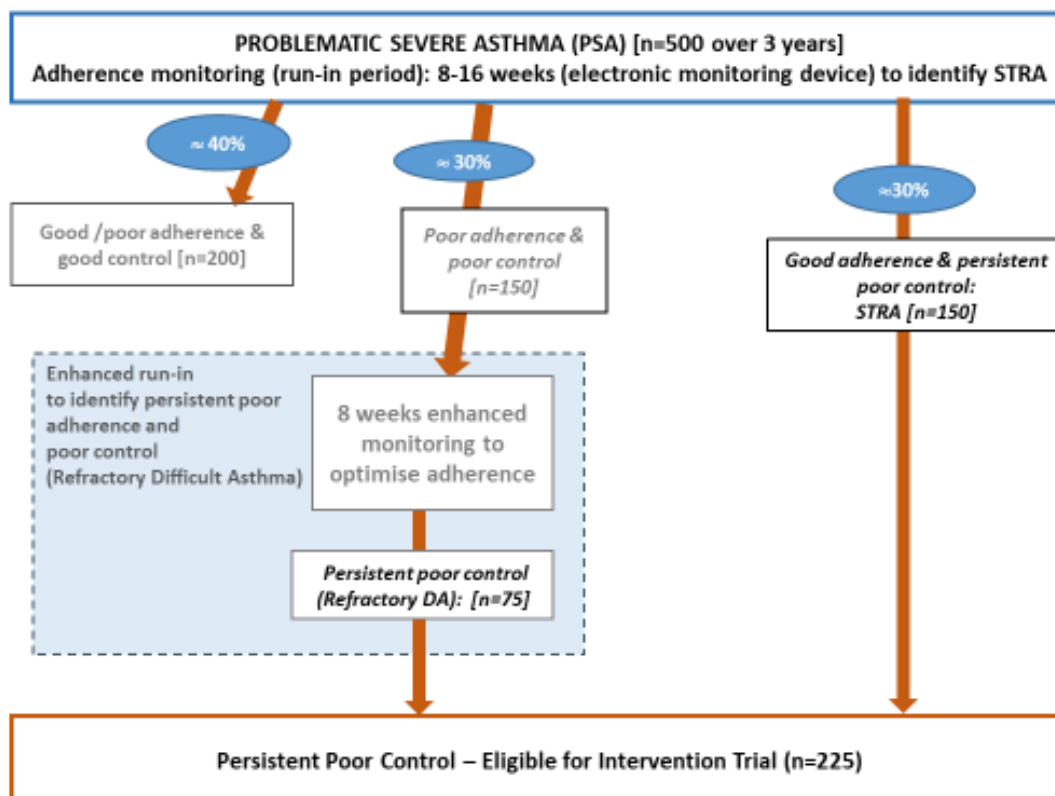 PROBLEMATIC SEVERE ASTHMA (PSA) [n=500 over 3 years]
Adherence monitoring (run-in period): 8-16 weeks (electronic monitoring device) to identify STRA
≈ 40%
≈ 30%
≈30%
Good /poor adherence &
good control [n=200]
Poor adherence &
poor control
[n=150]
Good adherence & persistent
poor control:
STRA [n=150]
Enhanced run-in
to identify persistent poor
adherence and
poor control
(Refractory Difficult Asthma)
8 weeks enhanced
monitoring to
optimise adherence
Persistent poor control
(Refractory DA): [n=75]
Persistent Poor Control – Eligible for Intervention Trial (n=225)